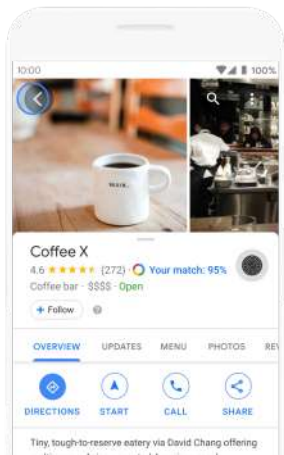 10:00 100%
Coffee X
4.6 (272) · Your match: 95%
Coffee bar · $$$$ · Open
+ Follow
OVERVIEW UPDATES MENU PHOTOS REV
DIRECTIONS START CALL SHARE
Tiny, tough-to-reserve eatery via David Chang offering